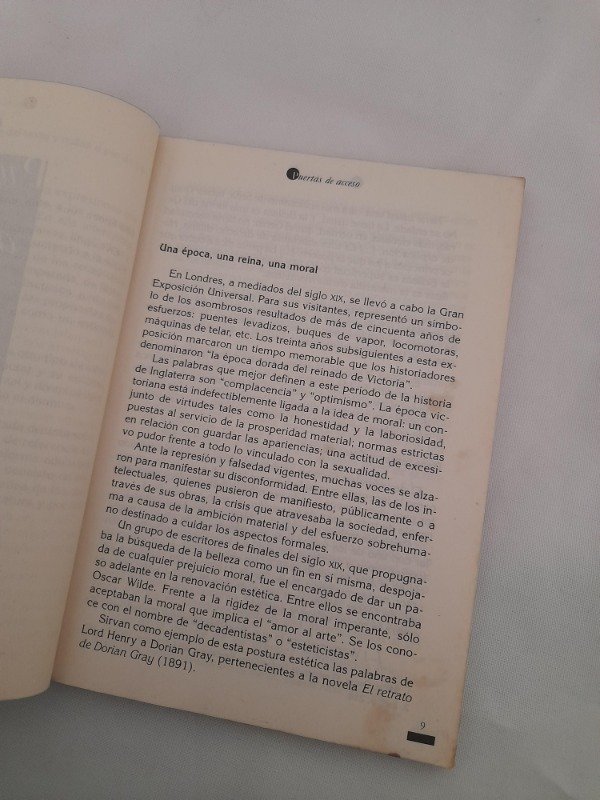 Puertas de acceso
Una época, una reina, una moral
En Londres, a mediados del siglo XIX, se llevó a cabo la Gran
Exposición Universal. Para sus visitantes, representó un símbo-
lo de los asombrosos resultados de más de cincuenta años de
esfuerzos: puentes levadizos, buques de vapor, locomotoras,
máquinas de telar, etc. Los treinta años subsiguientes a esta ex-
posición marcaron un tiempo memorable que los historiadores
denominaron “la época dorada del reinado de Victoria”.
Las palabras que mejor definen a este período de la historia
de Inglaterra son “complacencia” y “optimismo”. La época vic-
toriana está indefectiblemente ligada a la idea de moral: un con-
junto de virtudes tales como la honestidad y la laboriosidad,
puestas al servicio de la prosperidad material; normas estrictas
en relación con guardar las apariencias; una actitud de excesi-
vo pudor frente a todo lo vinculado con la sexualidad.
Ante la represión y falsedad vigentes, muchas voces se alza-
ron para manifestar su disconformidad. Entre ellas, las de los in-
telectuales, quienes pusieron de manifiesto, públicamente o a
través de sus obras, la crisis que atravesaba la sociedad, enfer-
ma a causa de la ambición material y del esfuerzo sobrehuma-
no destinado a cuidar los aspectos formales.
Un grupo de escritores de finales del siglo XIX, que propugna-
ba la búsqueda de la belleza como un fin en sí misma, despoja-
da de cualquier prejuicio moral, fue el encargado de dar un pa-
so adelante en la renovación estética. Entre ellos se encontraba
Oscar Wilde. Frente a la rigidez de la moral imperante, sólo
aceptaban la moral que implica el “amor al arte”. Se los cono-
ce con el nombre de “decadentistas” o “esteticistas”.
Sirvan como ejemplo de esta postura estética las palabras de
Lord Henry a Dorian Gray, pertenecientes a la novela El retrato
de Dorian Gray (1891).
9